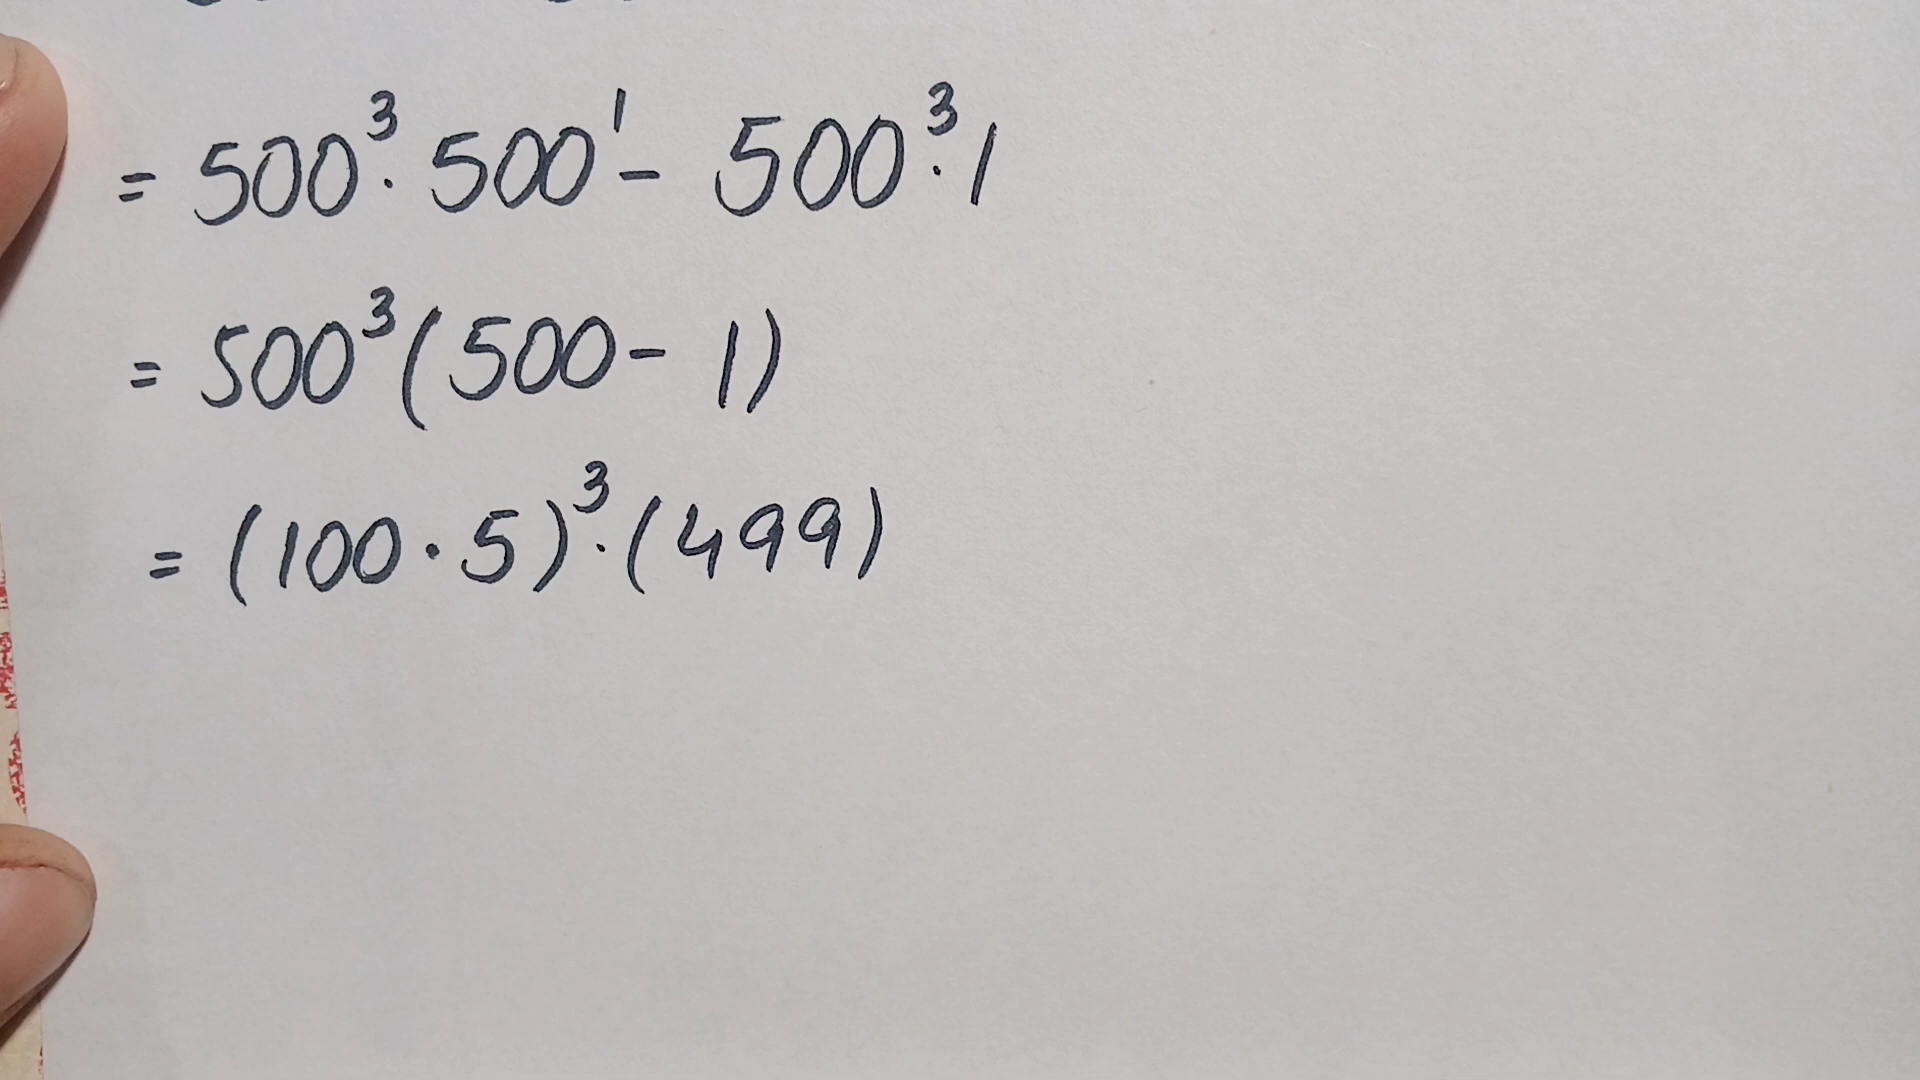 = 500³ · 500¹ - 500³ · 1
= 500³ (500 - 1)
= (100 · 5)³ · (499)